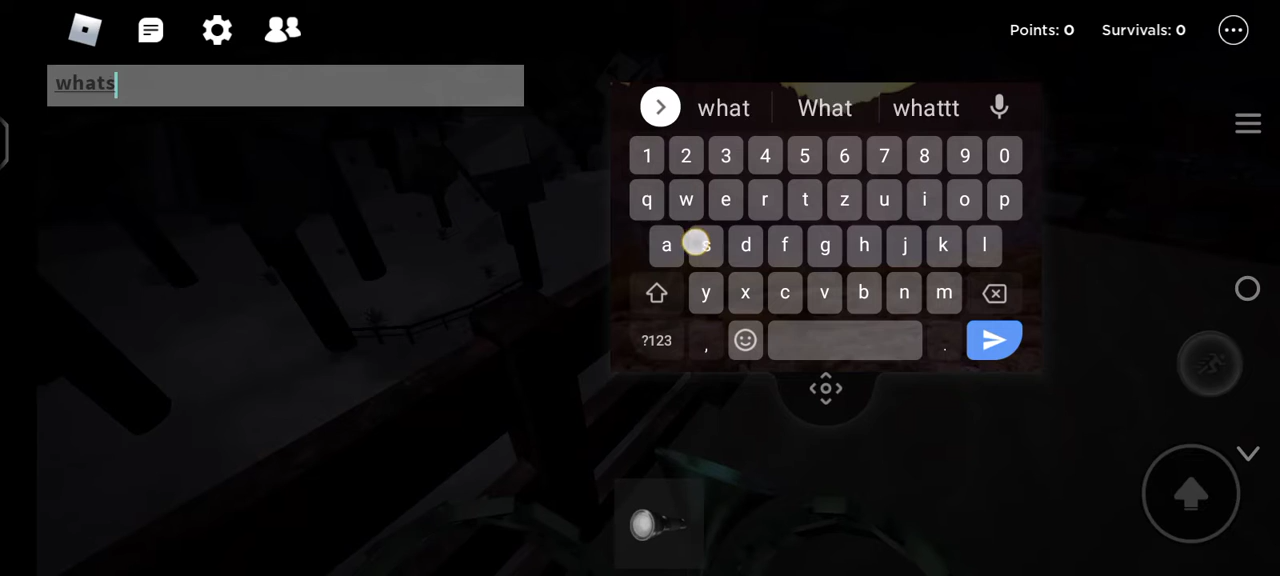 Points: 0 Survivals: 0
whats
what What whattt
1 2 3 4 5 6 7 8 9 0
q w e r t z u i o p
a s d f g h j k l
y x c v b n m
?123 , .